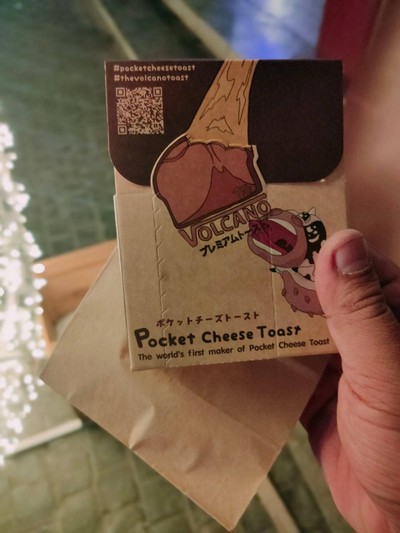 #pocketcheesetoast
#thevolcanotoast
VOLCANO
プレミアムトースト
ポケットチーズトースト
Pocket Cheese Toast
The world's first maker of Pocket Cheese Toast